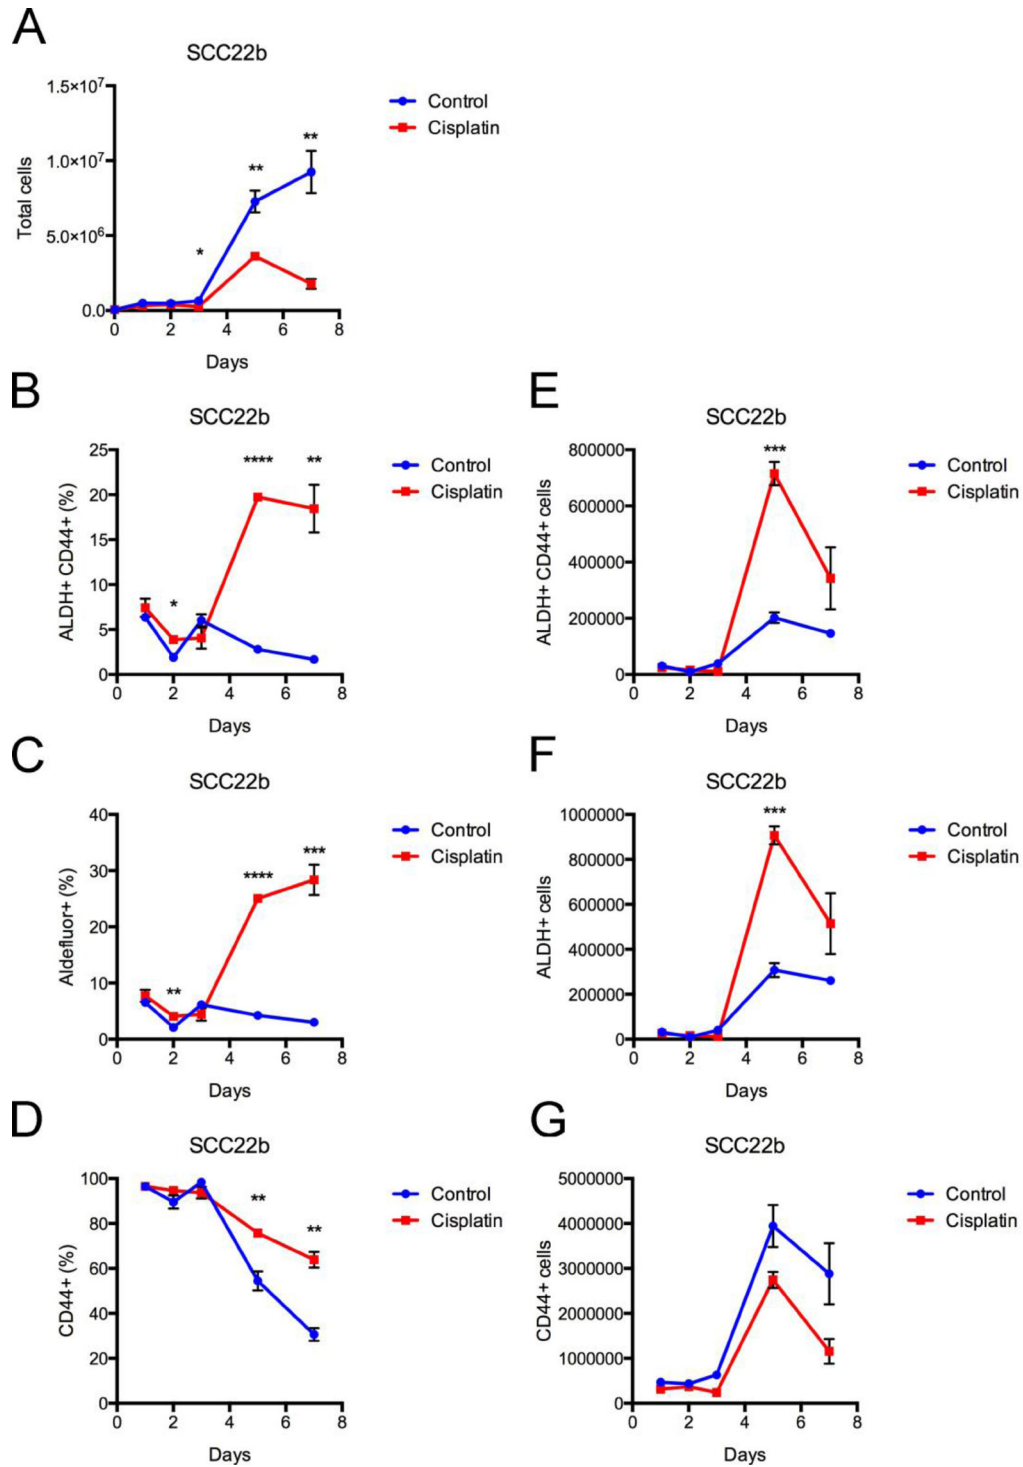 A
SCC22b
Total cells
1.5×10⁷
1.0×10⁷
5.0×10⁶
0.0
0 2 4 6 8
Days
* ** **
Control
Cisplatin
B
SCC22b
ALDH+ CD44+ (%)
25
20
15
10
5
0
0 2 4 6 8
Days
* **** **
Control
Cisplatin
E
SCC22b
ALDH+ CD44+ cells
800000
600000
400000
200000
0
0 2 4 6 8
Days
***
Control
Cisplatin
C
SCC22b
Aldefluor+ (%)
40
30
20
10
0
0 2 4 6 8
Days
** **** ***
Control
Cisplatin
F
SCC22b
ALDH+ cells
1000000
800000
600000
400000
200000
0
0 2 4 6 8
Days
***
Control
Cisplatin
D
SCC22b
CD44+ (%)
100
80
60
40
20
0
0 2 4 6 8
Days
** **
Control
Cisplatin
G
SCC22b
CD44+ cells
5000000
4000000
3000000
2000000
1000000
0
0 2 4 6 8
Days
Control
Cisplatin